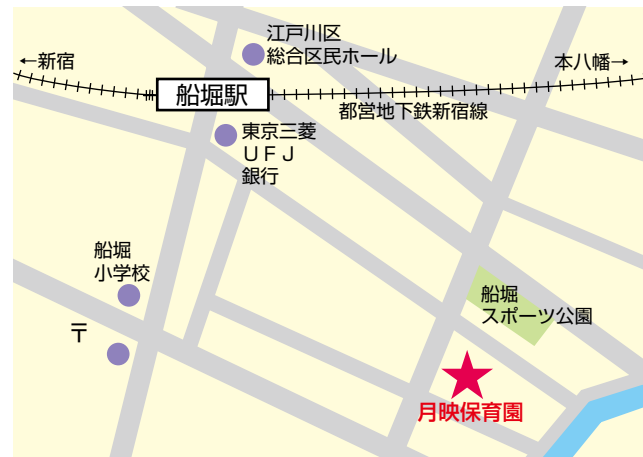 江戸川区
総合区民ホール
←新宿
本八幡→
船堀駅
都営地下鉄新宿線
東京三菱
ＵＦＪ
銀行
船堀
小学校
〒
船堀
スポーツ公園
月映保育園